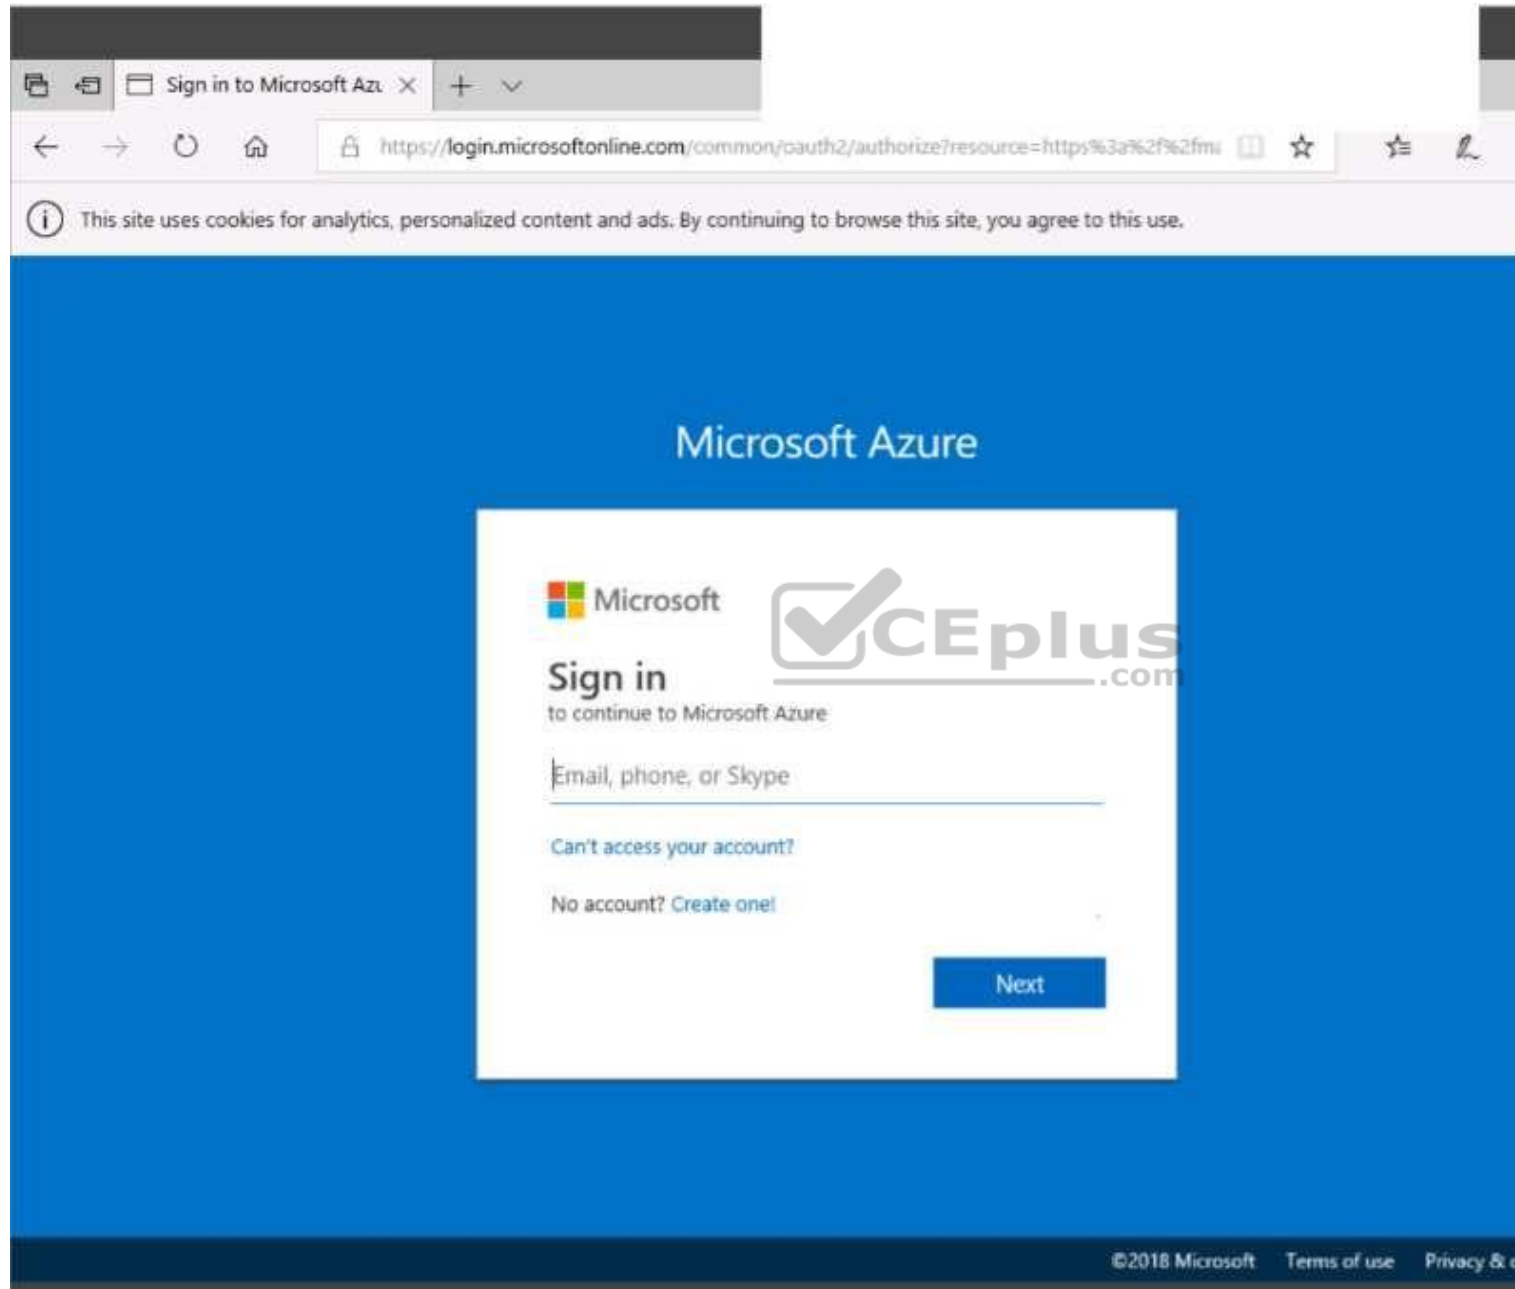 Sign in to Microsoft Azu
https://login.microsoftonline.com/common/oauth2/authorize?resource=https%3a%2f%2fma
This site uses cookies for analytics, personalized content and ads. By continuing to browse this site, you agree to this use.
Microsoft Azure
Microsoft
CEplus
.com
Sign in
to continue to Microsoft Azure
Email, phone, or Skype
Can't access your account?
No account? Create one!
Next
©2018 Microsoft Terms of use Privacy & c